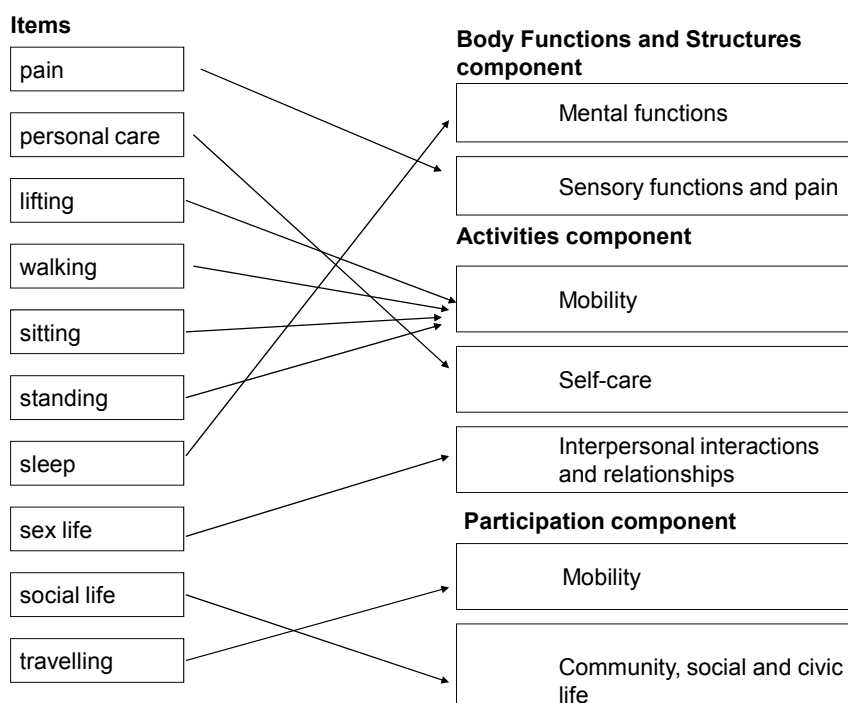 Items
pain
personal care
lifting
walking
sitting
standing
sleep
sex life
social life
travelling
Body Functions and Structures
component
Mental functions
Sensory functions and pain
Activities component
Mobility
Self-care
Interpersonal interactions
and relationships
Participation component
Mobility
Community, social and civic
life